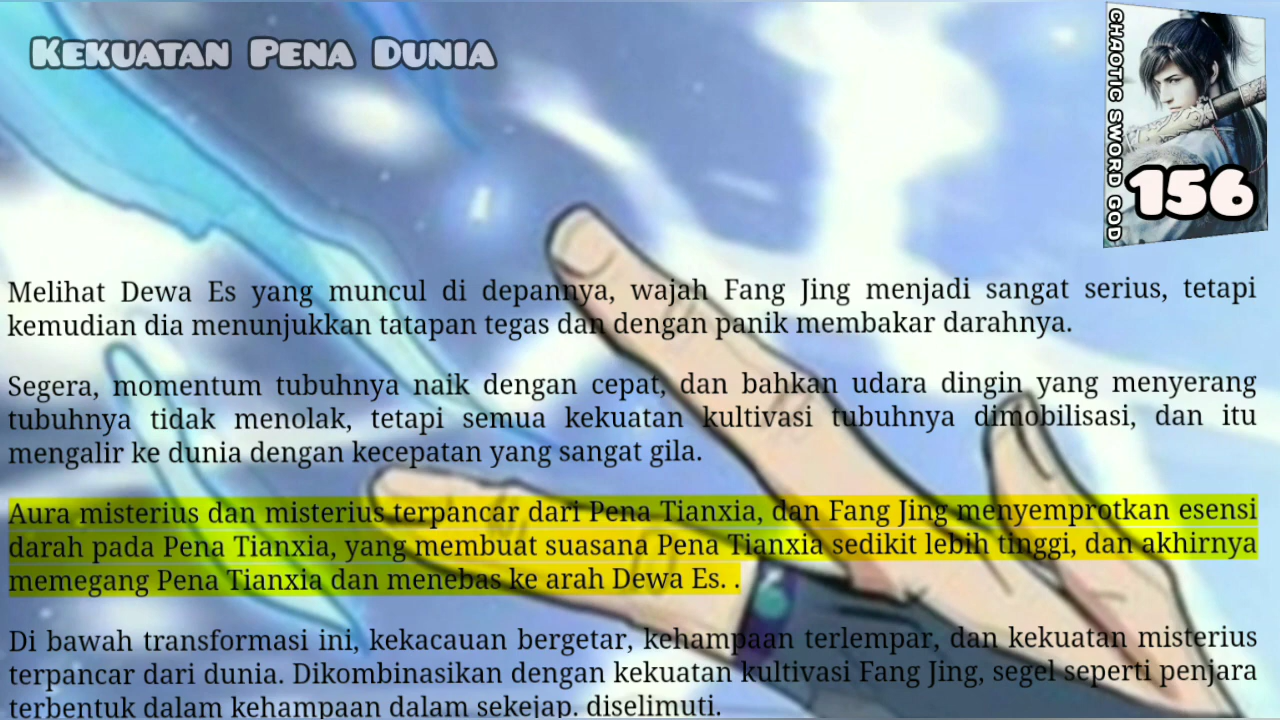 Kekuatan Pena Dunia
CHAOTIC SWORD GOD
156
Melihat Dewa Es yang muncul di depannya, wajah Fang Jing menjadi sangat serius, tetapi
kemudian dia menunjukkan tatapan tegas dan dengan panik membakar darahnya.
Segera, momentum tubuhnya naik dengan cepat, dan bahkan udara dingin yang menyerang
tubuhnya tidak menolak, tetapi semua kekuatan kultivasi tubuhnya dimobilisasi, dan itu
mengalir ke dunia dengan kecepatan yang sangat gila.
Aura misterius dan misterius terpancar dari Pena Tianxia, dan Fang Jing menyemprotkan esensi
darah pada Pena Tianxia, yang membuat suasana Pena Tianxia sedikit lebih tinggi, dan akhirnya
memegang Pena Tianxia dan menebas ke arah Dewa Es. .
Di bawah transformasi ini, kekacauan bergetar, kehampaan terlempar, dan kekuatan misterius
terpancar dari dunia. Dikombinasikan dengan kekuatan kultivasi Fang Jing, segel seperti penjara
terbentuk dalam kehampaan dalam sekejap. diselimuti.